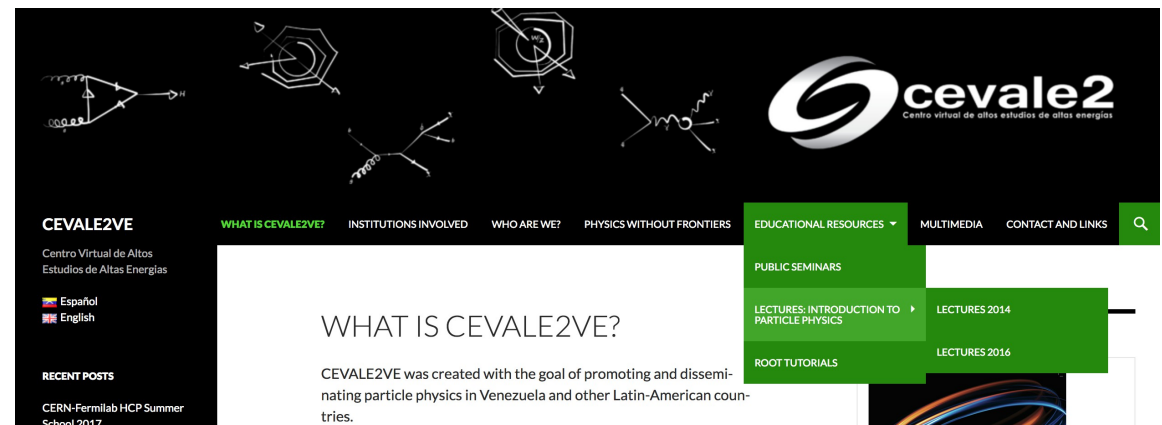 H
W Z
cevale2
Centro virtual de altos estudios de altas energías
CEVALE2VE
Centro Virtual de Altos
Estudios de Altas Energias
Español
English
RECENT POSTS
CERN-Fermilab HCP Summer
School 2017
WHAT IS CEVALE2VE?
INSTITUTIONS INVOLVED
WHO ARE WE?
PHYSICS WITHOUT FRONTIERS
EDUCATIONAL RESOURCES
MULTIMEDIA
CONTACT AND LINKS
PUBLIC SEMINARS
LECTURES: INTRODUCTION TO
PARTICLE PHYSICS
ROOT TUTORIALS
LECTURES 2014
LECTURES 2016
WHAT IS CEVALE2VE?
CEVALE2VE was created with the goal of promoting and dissemi-
nating particle physics in Venezuela and other Latin-American coun-
tries.